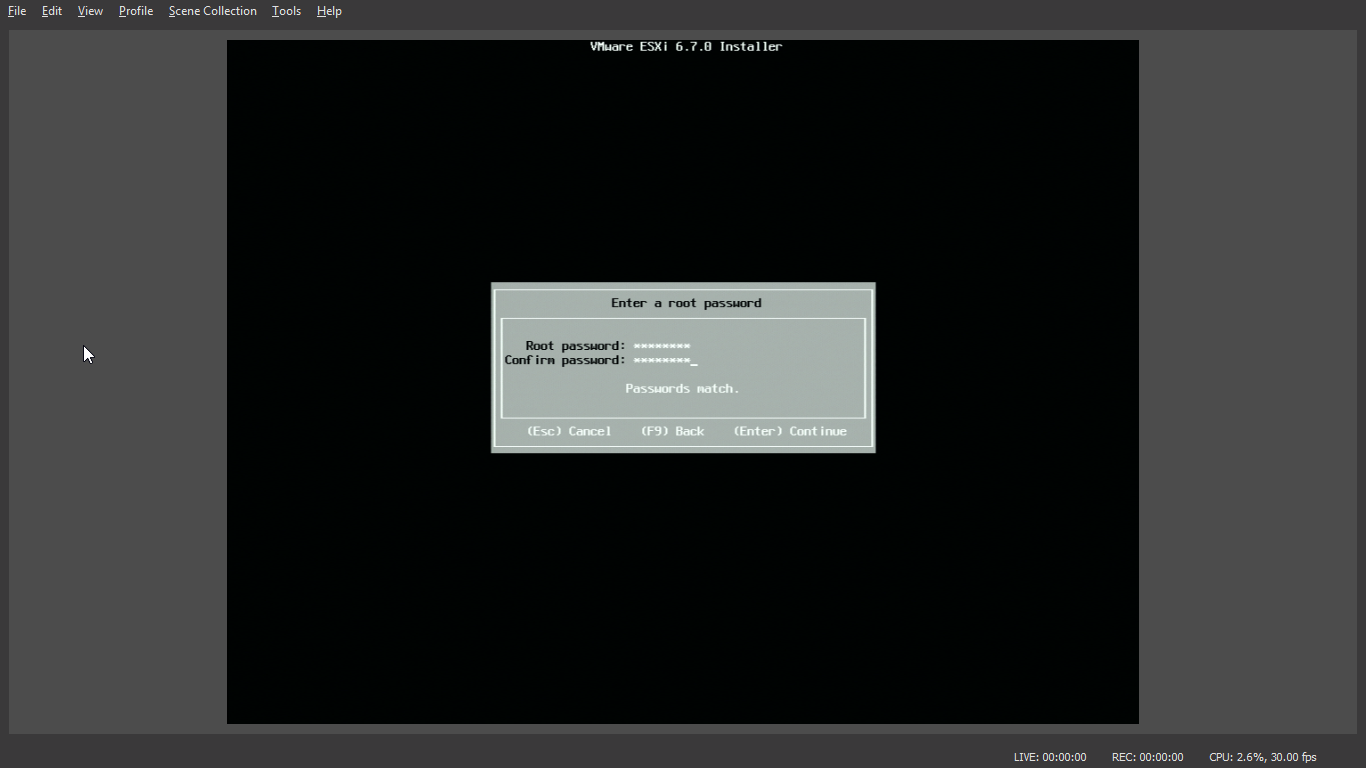 File Edit View Profile Scene Collection Tools Help
VMware ESXi 6.7.0 Installer
Enter a root password
Root password: ********
Confirm password: ********_
Passwords match.
(Esc) Cancel (F9) Back (Enter) Continue
LIVE: 00:00:00 REC: 00:00:00 CPU: 2.6%, 30.00 fps